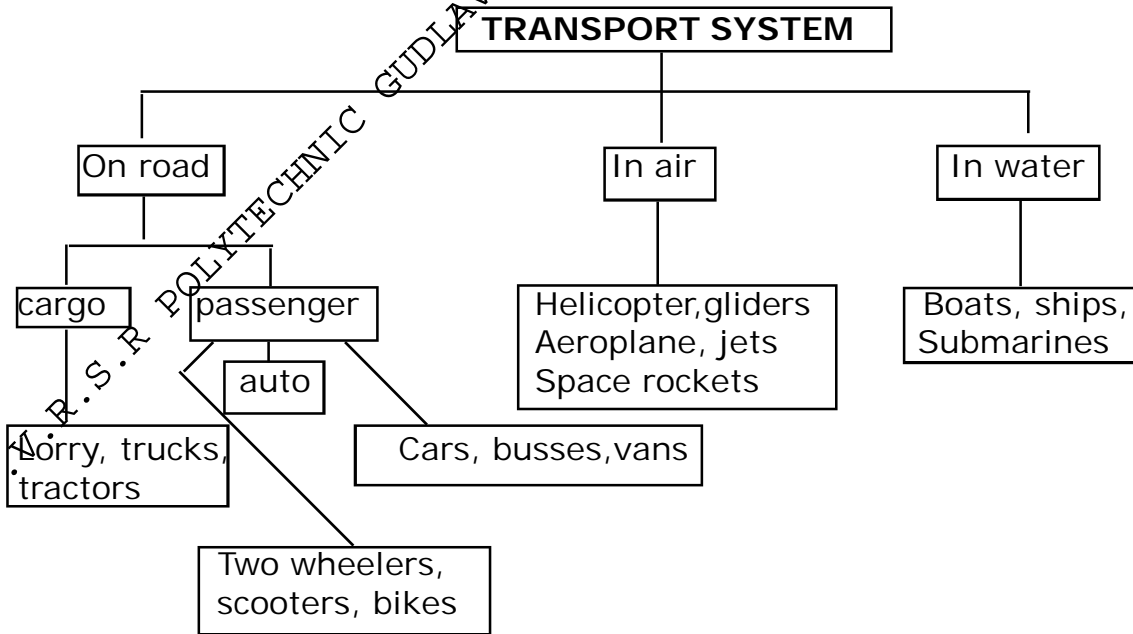 TRANSPORT SYSTEM
On road
In air
In water
cargo
passenger
Helicopter,gliders
Aeroplane, jets
Space rockets
Boats, ships,
Submarines
auto
Lorry, trucks,
tractors
Cars, busses,vans
Two wheelers,
scooters, bikes
.V.R.S.R POLYTECHNIC